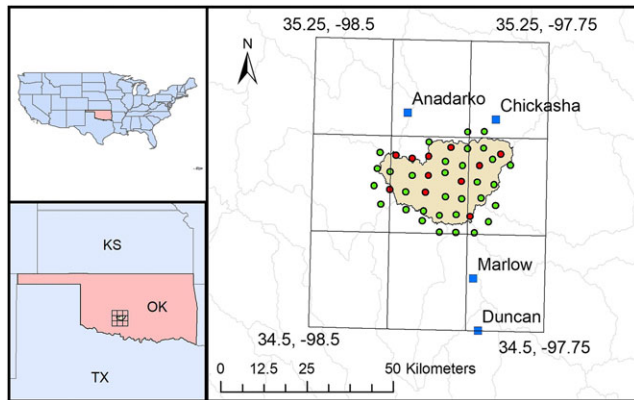 35.25, -98.5
35.25, -97.75
N
Anadarko
Chickasha
KS
OK
TX
Marlow
Duncan
34.5, -98.5
34.5, -97.75
0 12.5 25 50 Kilometers